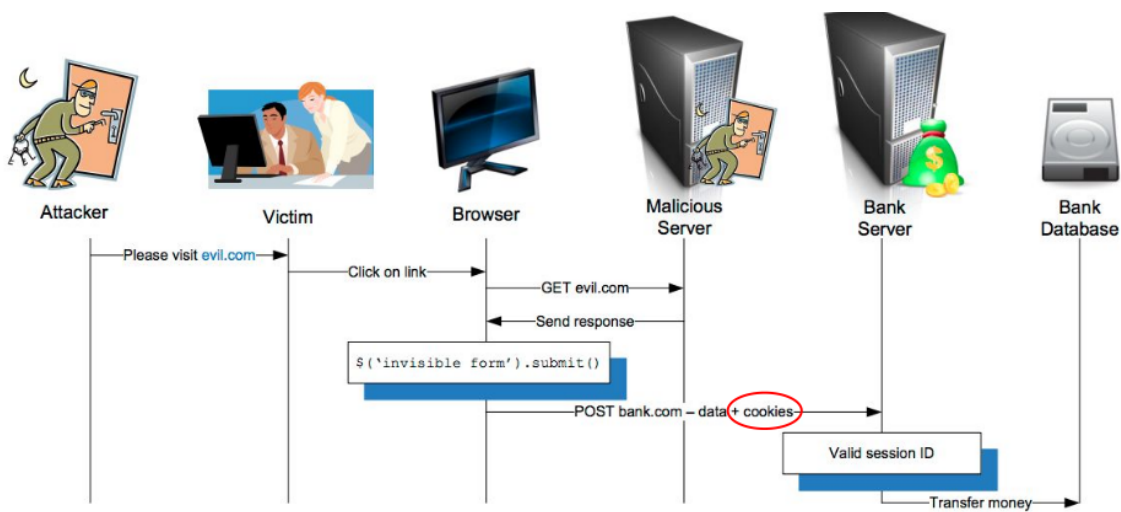 Attacker
Victim
Browser
Malicious
Server
Bank
Server
Bank
Database
Please visit evil.com
Click on link
GET evil.com
Send response
$(‘invisible form’).submit()
POST bank.com – data + cookies
Valid session ID
Transfer money